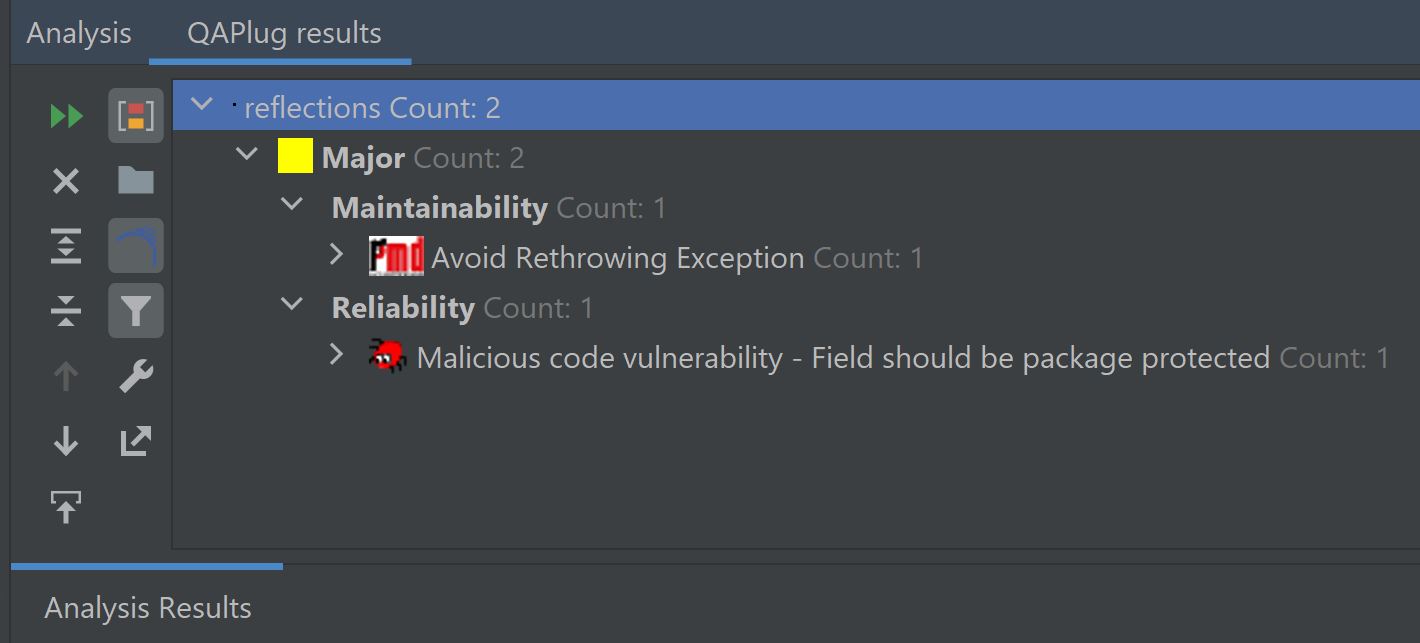 Analysis QAPlug results
reflections Count: 2
Major Count: 2
Maintainability Count: 1
Pmd Avoid Rethrowing Exception Count: 1
Reliability Count: 1
Malicious code vulnerability - Field should be package protected Count: 1
Analysis Results